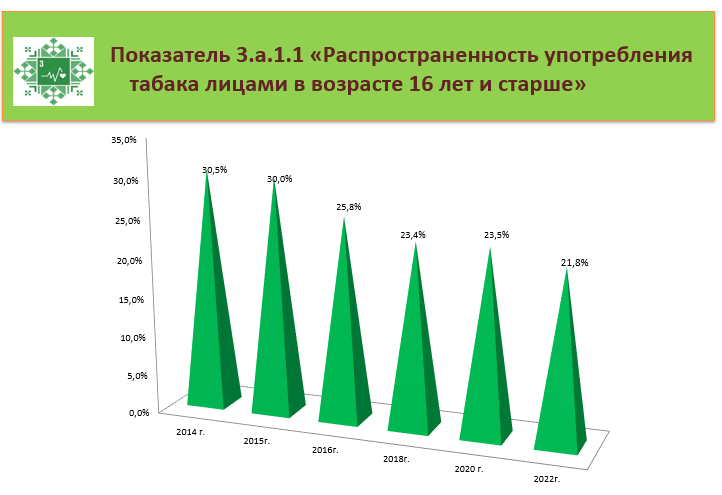 Показатель 3.а.1.1 «Распространенность употребления
табака лицами в возрасте 16 лет и старше»
3
35,0%
30,0%
25,0%
20,0%
15,0%
10,0%
5,0%
0,0%
30,5%
30,0%
25,8%
23,4%
23,5%
21,8%
2014 г.
2015г.
2016г.
2018г.
2020 г.
2022г.